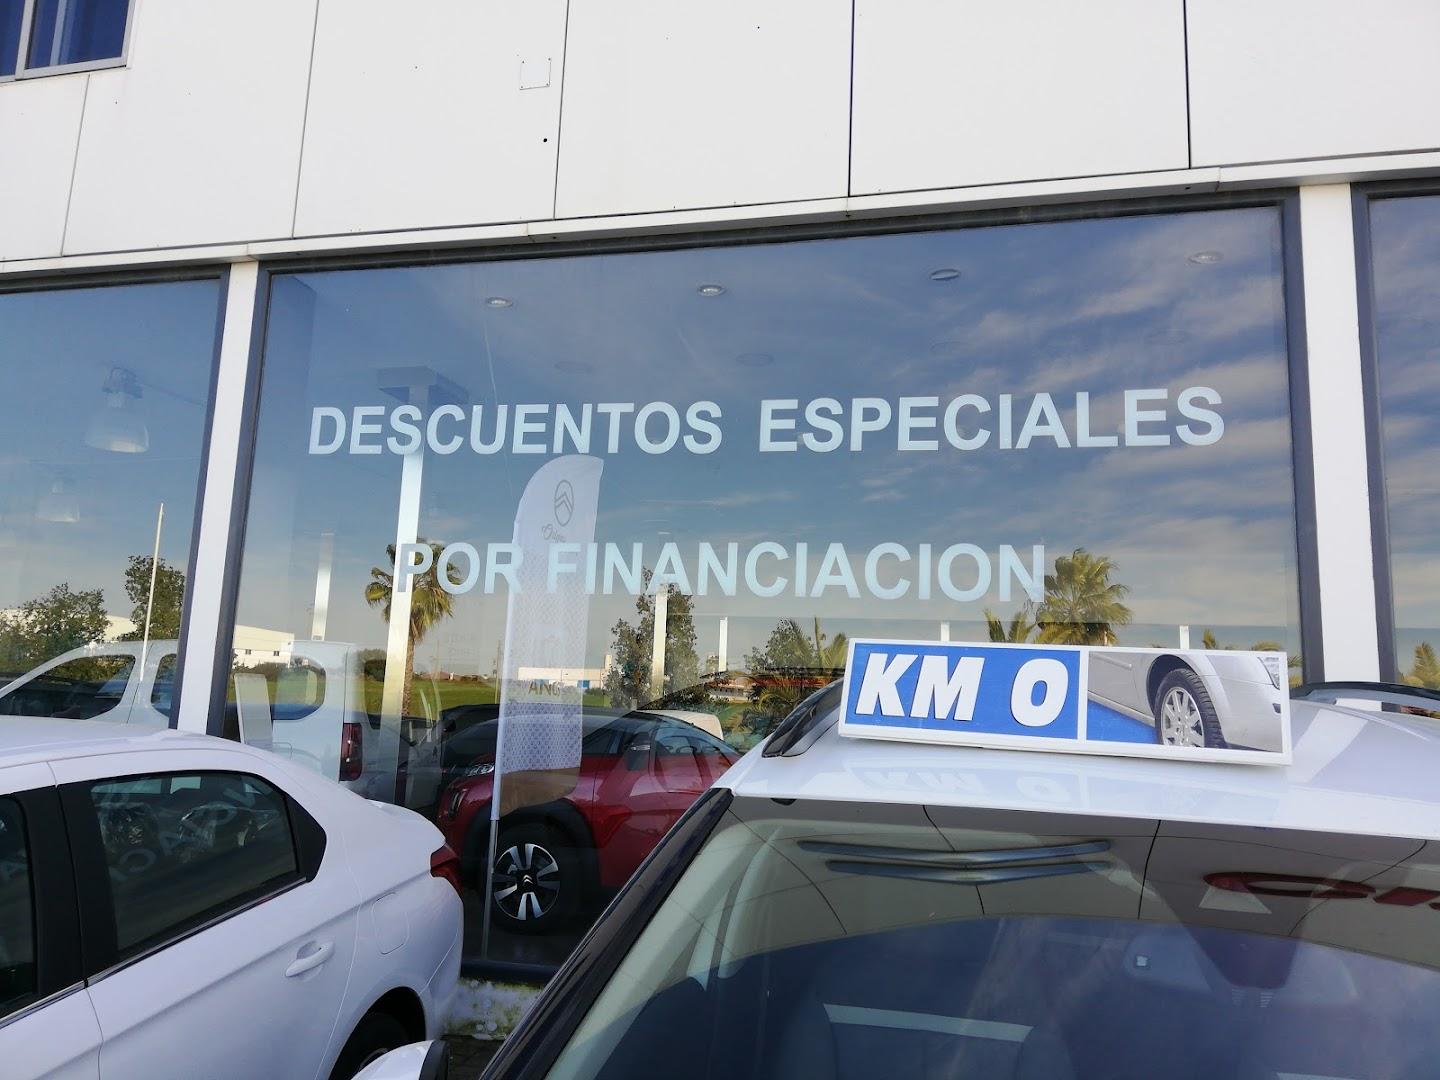 DESCUENTOS ESPECIALES
POR FINANCIACION
KM 0